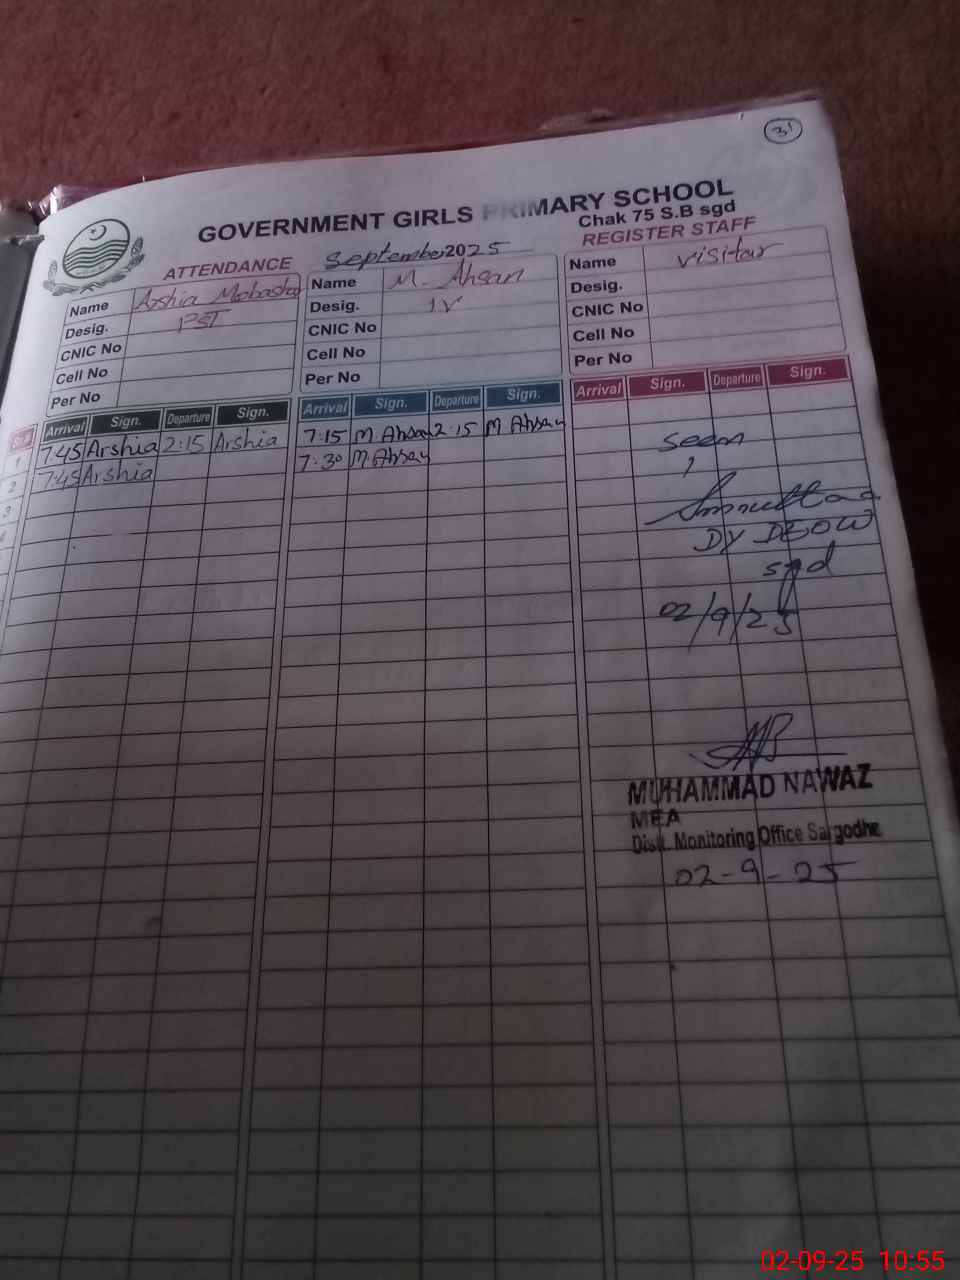 31
GOVERNMENT GIRLS PRIMARY SCHOOL
Chak 75 S.B sgd
ATTENDANCE September 2025 REGISTER STAFF
Name Arshia Mobashar
Desig. PST
CNIC No
Cell No
Per No
Name M. Ahsan
Desig. IV
CNIC No
Cell No
Per No
Name Visitor
Desig.
CNIC No
Cell No
Per No
Sr.# Arrival Sign. Departure Sign. Arrival Sign. Departure Sign. Arrival Sign. Departure Sign.
1 7:45 Arshia 2:15 Arshia 7:15 M.Ahsan 2:15 M.Ahsan
2 7:45 Arshia 7:30 M.Ahsan
3
4
seen
DY DEO W
sgd
02/9/25
MUHAMMAD NAWAZ
MEA
Distt. Monitoring Office Sargodha
02-9-25
02-09-25 10:55